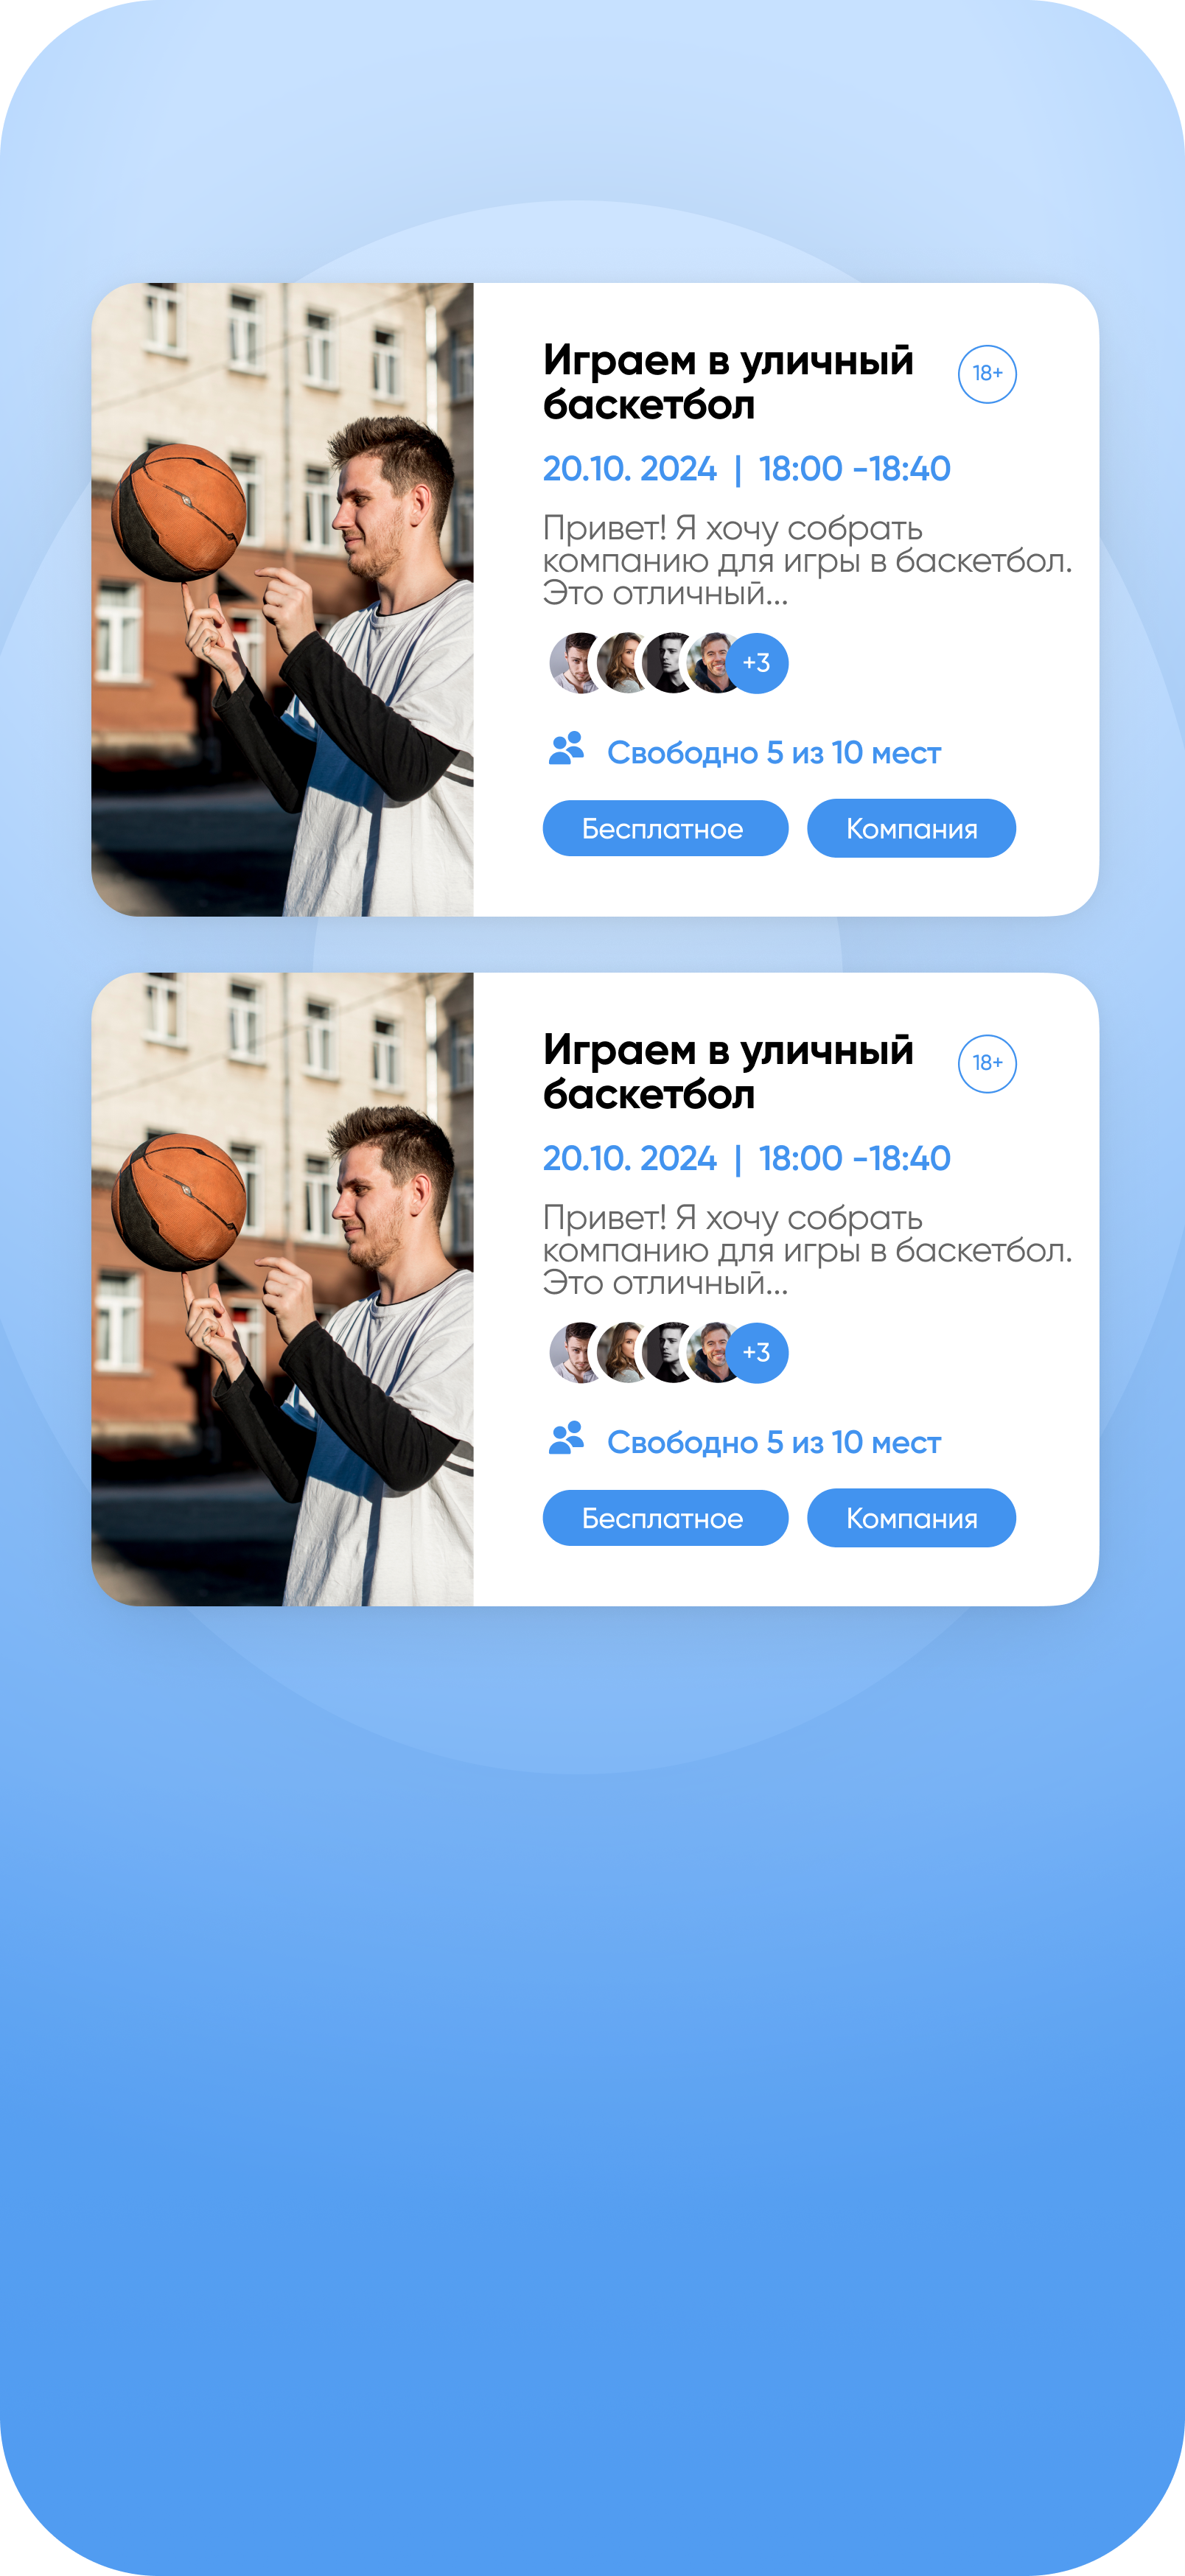 Играем в уличный
баскетбол
18+
20.10. 2024 | 18:00 -18:40
Привет! Я хочу собрать
компанию для игры в баскетбол.
Это отличный...
+3
Свободно 5 из 10 мест
Бесплатное Компания
Играем в уличный
баскетбол
18+
20.10. 2024 | 18:00 -18:40
Привет! Я хочу собрать
компанию для игры в баскетбол.
Это отличный...
+3
Свободно 5 из 10 мест
Бесплатное Компания